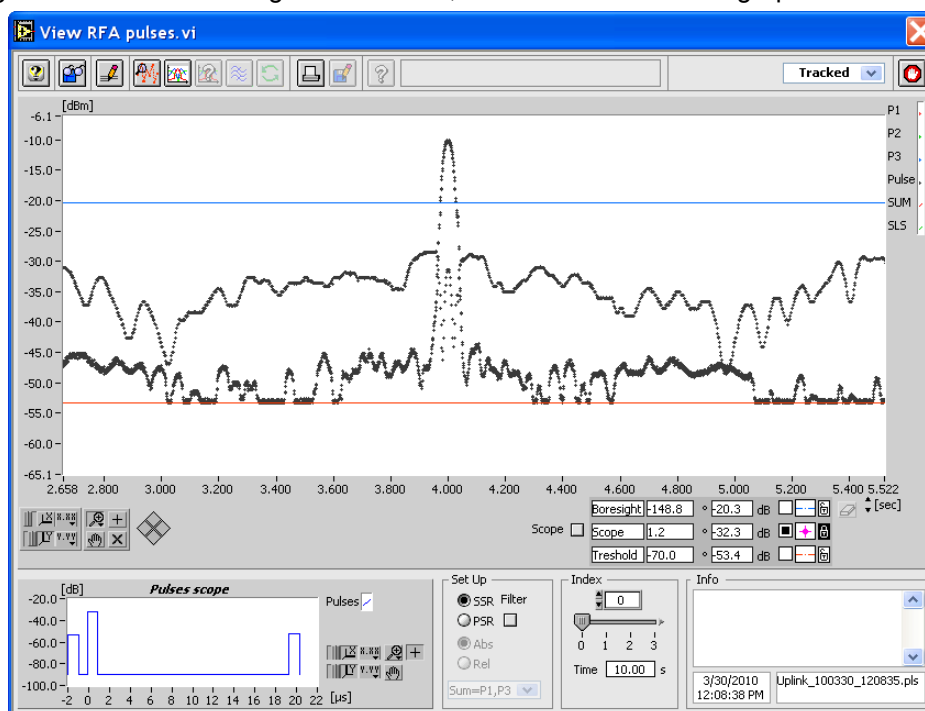 View RFA pulses.vi
Tracked
[dBm]
-6.1
-10.0
-15.0
-20.0
-25.0
-30.0
-35.0
-40.0
-45.0
-50.0
-55.0
-60.0
-65.1
P1
P2
P3
Pulse
SUM
SLS
2.658 2.800 3.000 3.200 3.400 3.600 3.800 4.000 4.200 4.400 4.600 4.800 5.000 5.200 5.400 5.522
[sec]
Scope
Boresight -148.8 ° -20.3 dB
Scope 1.2 ° -32.3 dB
Treshold -70.0 ° -53.4 dB
[dB] Pulses scope
-20.0
-40.0
-60.0
-80.0
-100.0
-2 0 2 4 6 8 10 12 14 16 18 20 22 [µs]
Pulses
Set Up
SSR Filter
PSR
Abs
Rel
Sum=P1,P3
Index
0
0 1 2 3
Time 10.00 s
Info
3/30/2010
12:08:38 PM
Uplink_100330_120835.pls